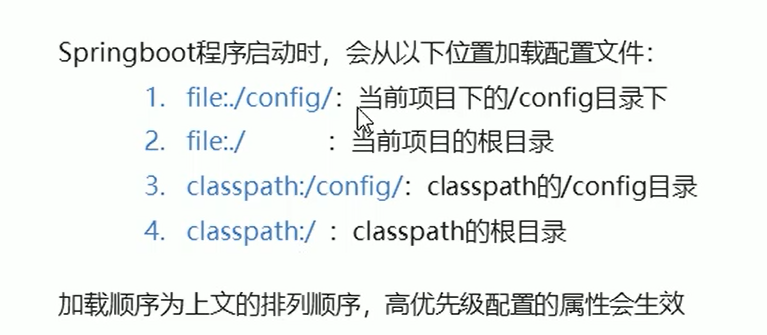 Springboot程序启动时，会从以下位置加载配置文件：
1. file:./config/：当前项目下的/config目录下
2. file:./ ：当前项目的根目录
3. classpath:/config/：classpath的/config目录
4. classpath:/ ：classpath的根目录
加载顺序为上文的排列顺序，高优先级配置的属性会生效